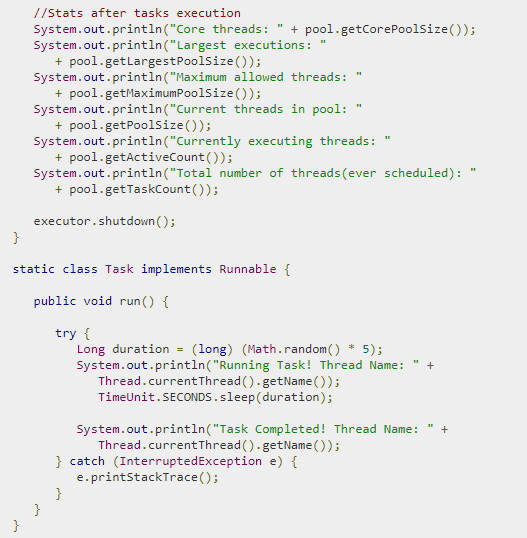 //Stats after tasks execution
System.out.println("Core threads: " + pool.getCorePoolSize());
System.out.println("Largest executions: "
+ pool.getLargestPoolSize());
System.out.println("Maximum allowed threads: "
+ pool.getMaximumPoolSize());
System.out.println("Current threads in pool: "
+ pool.getPoolSize());
System.out.println("Currently executing threads: "
+ pool.getActiveCount());
System.out.println("Total number of threads(ever scheduled): "
+ pool.getTaskCount());
executor.shutdown();
}
static class Task implements Runnable {
public void run() {
try {
Long duration = (long) (Math.random() * 5);
System.out.println("Running Task! Thread Name: " +
Thread.currentThread().getName());
TimeUnit.SECONDS.sleep(duration);
System.out.println("Task Completed! Thread Name: " +
Thread.currentThread().getName());
} catch (InterruptedException e) {
e.printStackTrace();
}
}
}